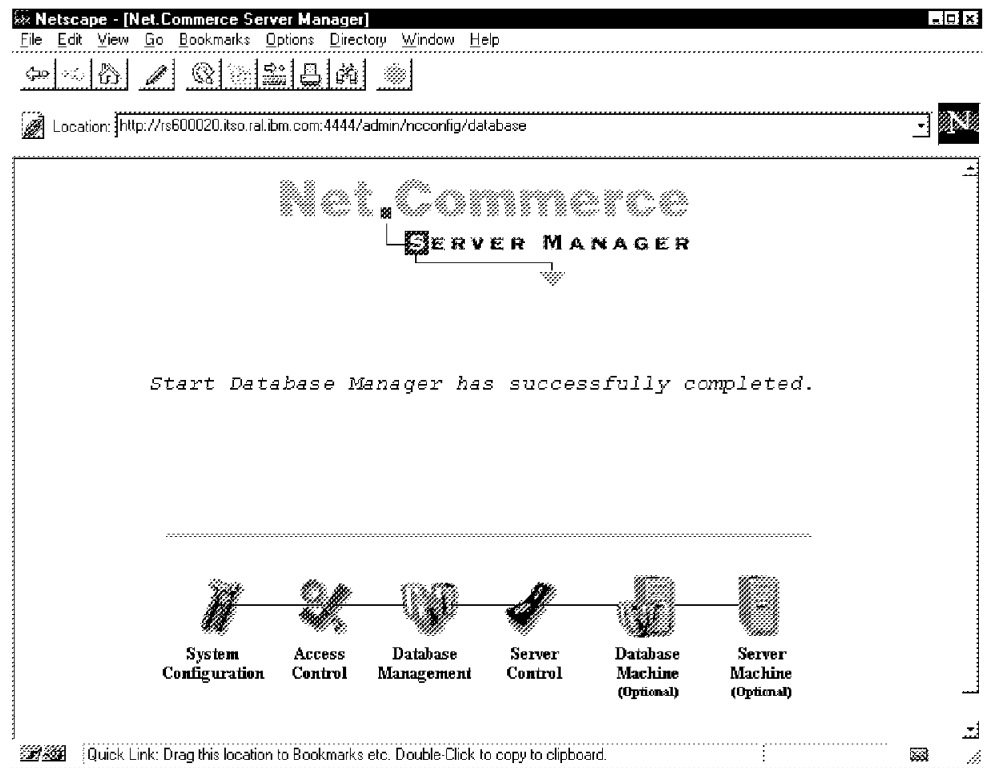 Netscape - [Net.Commerce Server Manager]
File Edit View Go Bookmarks Options Directory Window Help
Location: http://rs600020.itso.ral.ibm.com:4444/admin/ncconfig/database
N
Net.Commerce
SERVER MANAGER
Start Database Manager has successfully completed.
System Configuration
Access Control
Database Management
Server Control
Database Machine (Optional)
Server Machine (Optional)
Quick Link: Drag this location to Bookmarks etc. Double-Click to copy to clipboard.